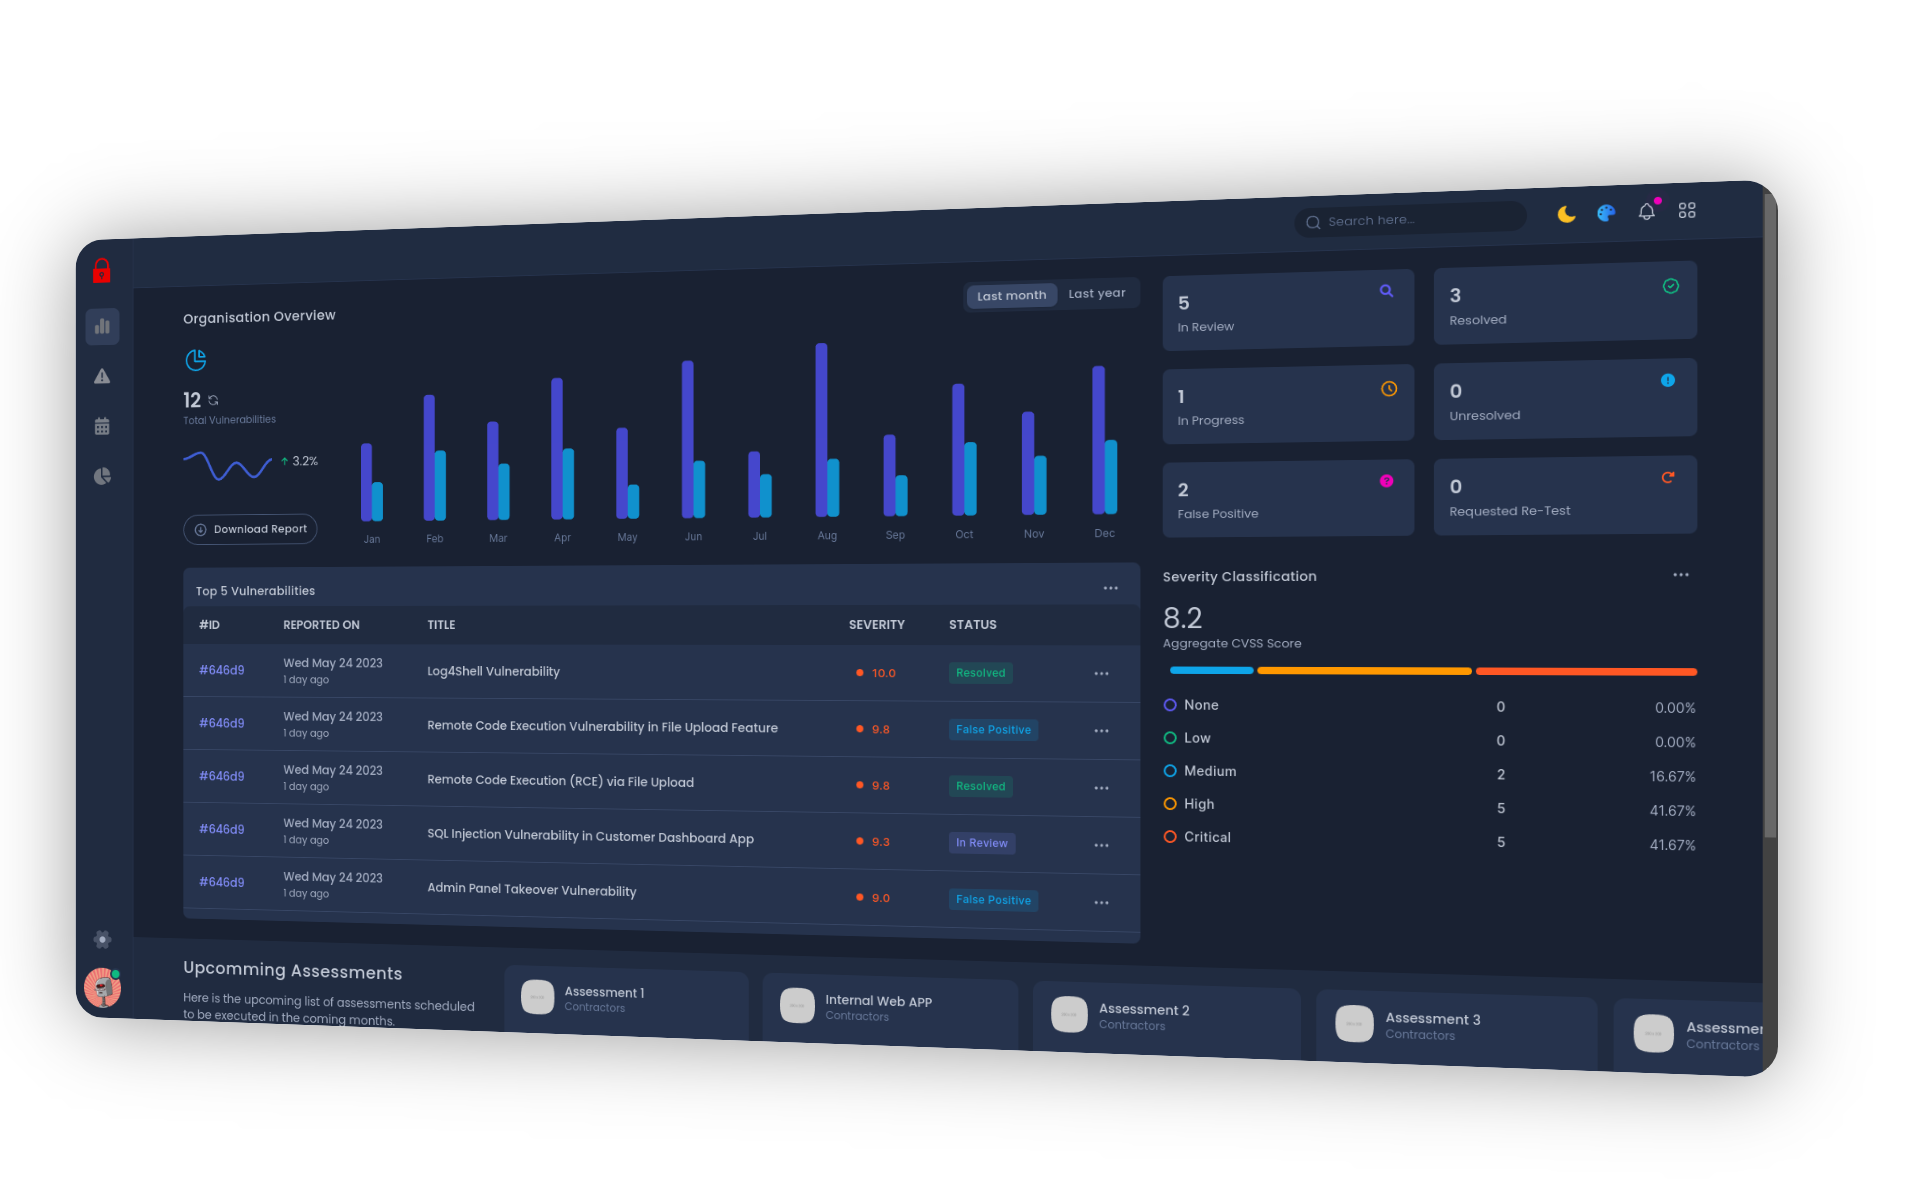 Search here...
Organisation Overview
Last month Last year
12
Total Vulnerabilities
3.2%
Download Report
Jan Feb Mar Apr May Jun Jul Aug Sep Oct Nov Dec
5
In Review
3
Resolved
1
In Progress
0
Unresolved
2
False Positive
0
Requested Re-Test
Top 5 Vulnerabilities
#ID REPORTED ON TITLE SEVERITY STATUS
#646d9 Wed May 24 2023 Log4Shell Vulnerability 10.0 Resolved
1 day ago
#646d9 Wed May 24 2023 Remote Code Execution Vulnerability in File Upload Feature 9.8 False Positive
1 day ago
#646d9 Wed May 24 2023 Remote Code Execution (RCE) via File Upload 9.8 Resolved
1 day ago
#646d9 Wed May 24 2023 SQL Injection Vulnerability in Customer Dashboard App 9.3 In Review
1 day ago
#646d9 Wed May 24 2023 Admin Panel Takeover Vulnerability 9.0 False Positive
1 day ago
Severity Classification
8.2
Aggregate CVSS Score
None 0 0.00%
Low 0 0.00%
Medium 2 16.67%
High 5 41.67%
Critical 5 41.67%
Upcomming Assessments
Here is the upcoming list of assessments scheduled
to be executed in the coming months.
Assessment 1
Contractors
Internal Web APP
Contractors
Assessment 2
Contractors
Assessment 3
Contractors
Assessmer
Contractors